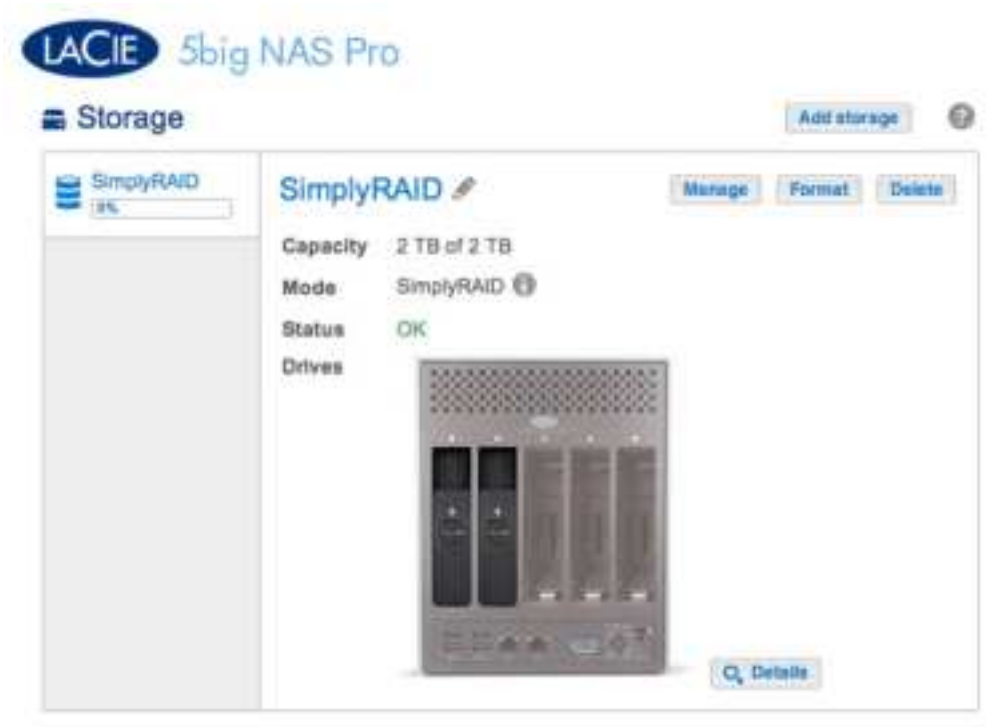 LACIE 5big NAS Pro
Storage
Add storage
?
SimplyRAID
SimplyRAID
Manage
Format
Delete
Capacity 2 TB of 2 TB
Mode SimplyRAID
Status OK
Drives
Details